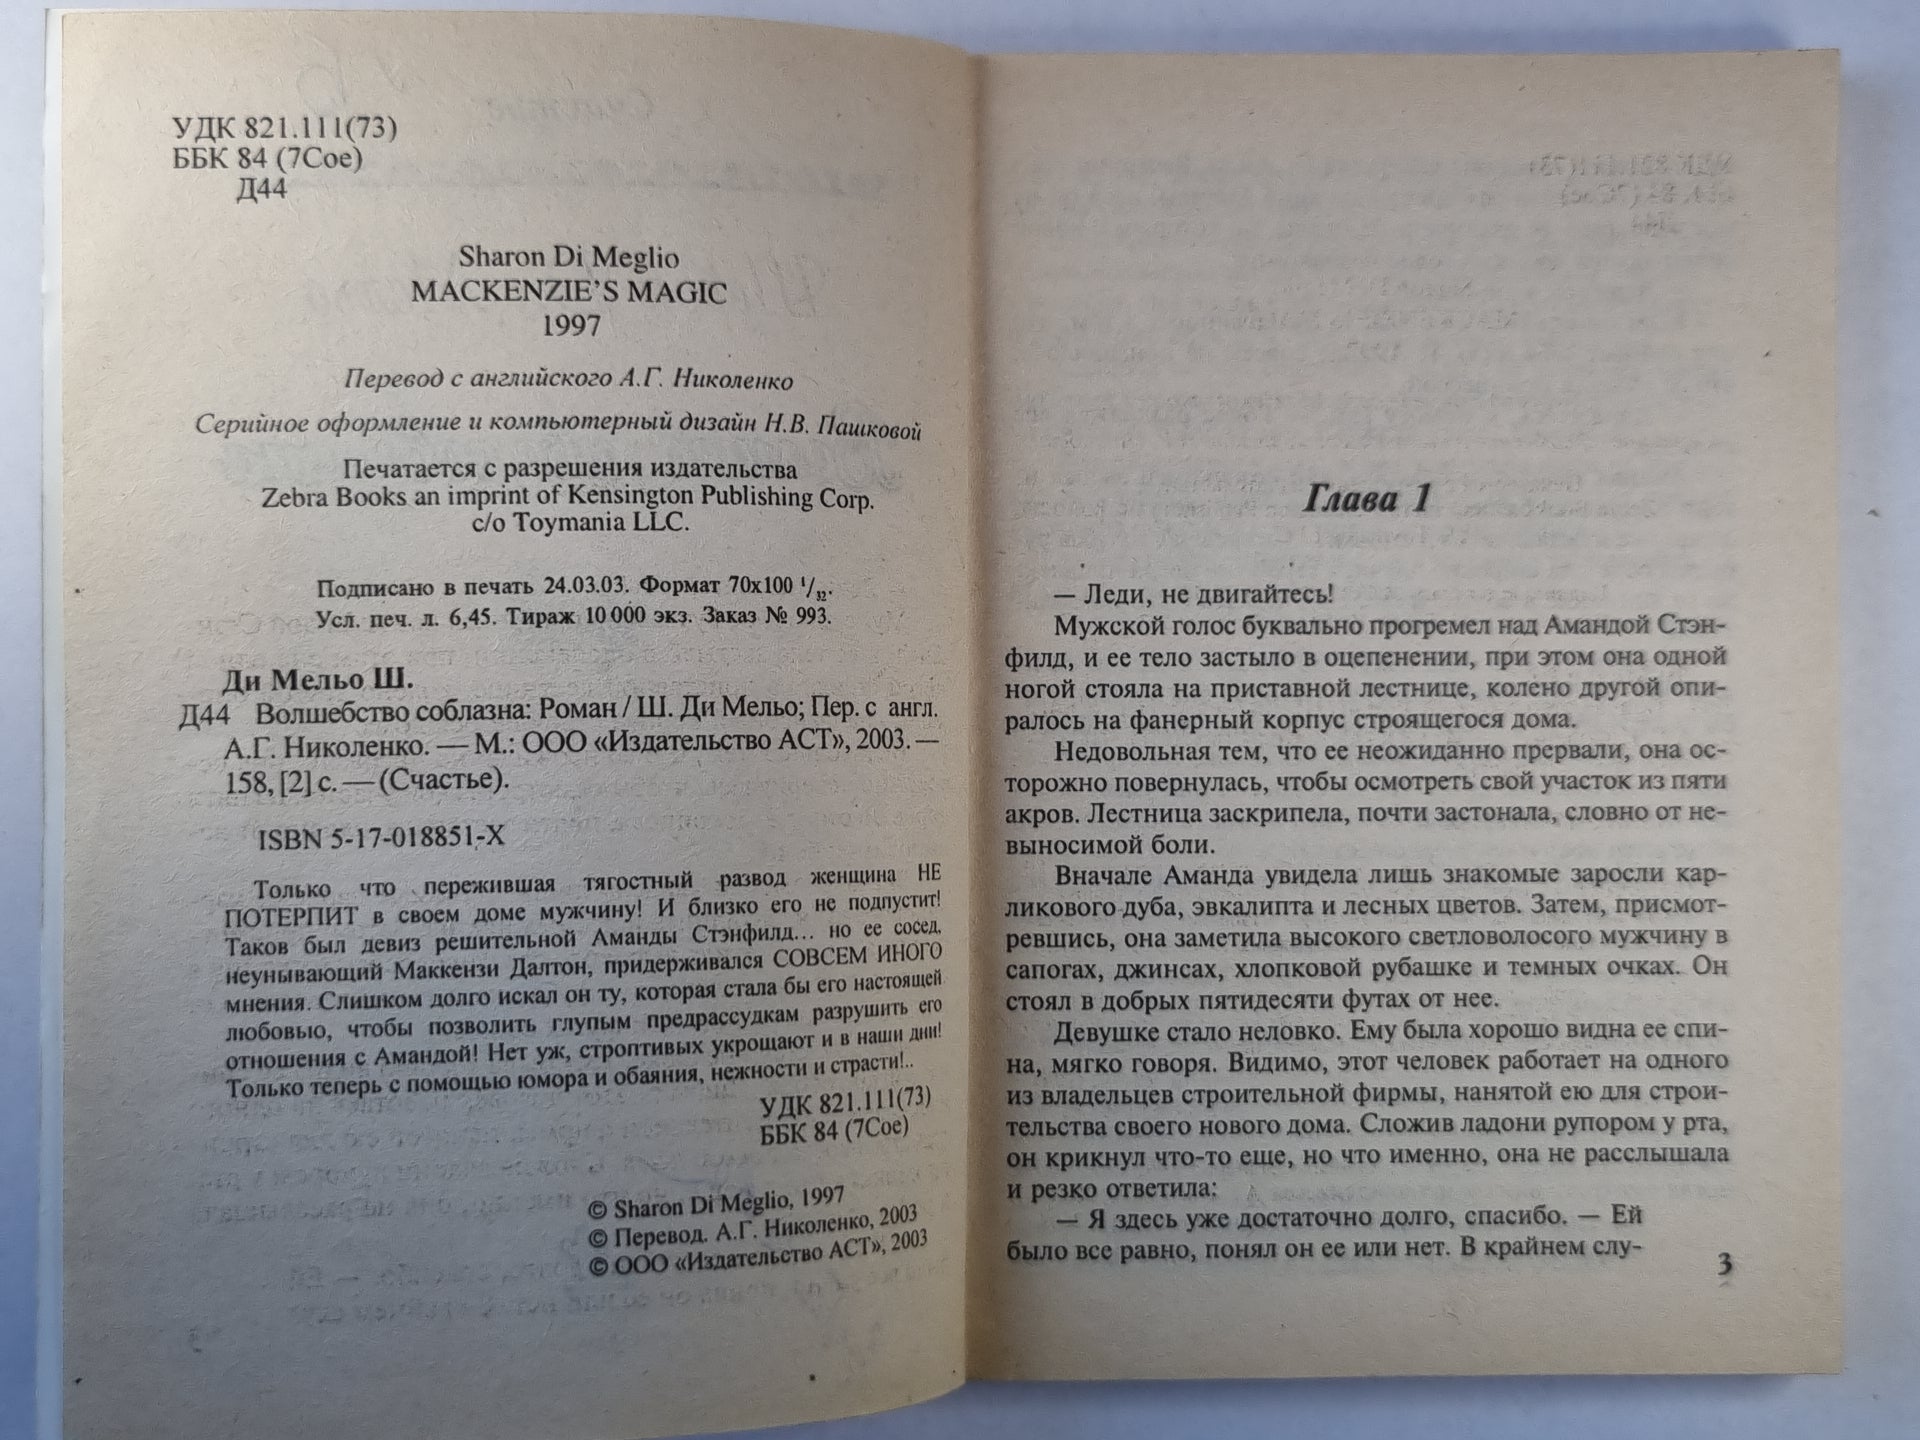 УДК 821.111(73)
ББК 84 (7Сое)
Д44
Sharon Di Meglio
MACKENZIE'S MAGIC
1997
Перевод с английского А.Г. Николенко
Серийное оформление и компьютерный дизайн Н.В. Пашковой
Печатается с разрешения издательства
Zebra Books an imprint of Kensington Publishing Corp.
c/o Toymania LLC.
Подписано в печать 24.03.03. Формат 70x100 1/32.
Усл. печ. л. 6,45. Тираж 10 000 экз. Заказ № 993.
Ди Мельо Ш.
Д44 Волшебство соблазна: Роман / Ш. Ди Мельо; Пер. с англ.
А.Г. Николенко. — М.: ООО «Издательство АСТ», 2003. —
158, [2] с. — (Счастье).
ISBN 5-17-018851-X
Только что пережившая тягостный развод женщина НЕ
ПОТЕРПИТ в своем доме мужчину! И близко его не подпустит!
Таков был девиз решительной Аманды Стэнфилд... но ее сосед,
неунывающий Маккензи Далтон, придерживался СОВСЕМ ИНОГО
мнения. Слишком долго искал он ту, которая стала бы его настоящей
любовью, чтобы позволить глупым предрассудкам разрушить его
отношения с Амандой! Нет уж, строптивых укрощают и в наши дни!
Только теперь с помощью юмора и обаяния, нежности и страсти!..
УДК 821.111(73)
ББК 84 (7Сое)
© Sharon Di Meglio, 1997
© Перевод. А.Г. Николенко, 2003
© ООО «Издательство АСТ», 2003
Глава 1
— Леди, не двигайтесь!
Мужской голос буквально прогремел над Амандой Стэн-
филд, и ее тело застыло в оцепенении, при этом она одной
ногой стояла на приставной лестнице, колено другой опи-
ралось на фанерный корпус строящегося дома.
Недовольная тем, что ее неожиданно прервали, она ос-
торожно повернулась, чтобы осмотреть свой участок из пяти
акров. Лестница заскрипела, почти застонала, словно от не-
выносимой боли.
Вначале Аманда увидела лишь знакомые заросли кар-
ликового дуба, эвкалипта и лесных цветов. Затем, присмот-
ревшись, она заметила высокого светловолосого мужчину в
сапогах, джинсах, хлопковой рубашке и темных очках. Он
стоял в добрых пятидесяти футах от нее.
Девушке стало неловко. Ему была хорошо видна ее спи-
на, мягко говоря. Видимо, этот человек работает на одного
из владельцев строительной фирмы, нанятой ею для строи-
тельства своего нового дома. Сложив ладони рупором у рта,
он крикнул что-то еще, но что именно, она не расслышала
и резко ответила:
— Я здесь уже достаточно долго, спасибо. — Ей
было все равно, понял он ее или нет. В крайнем слу-
3